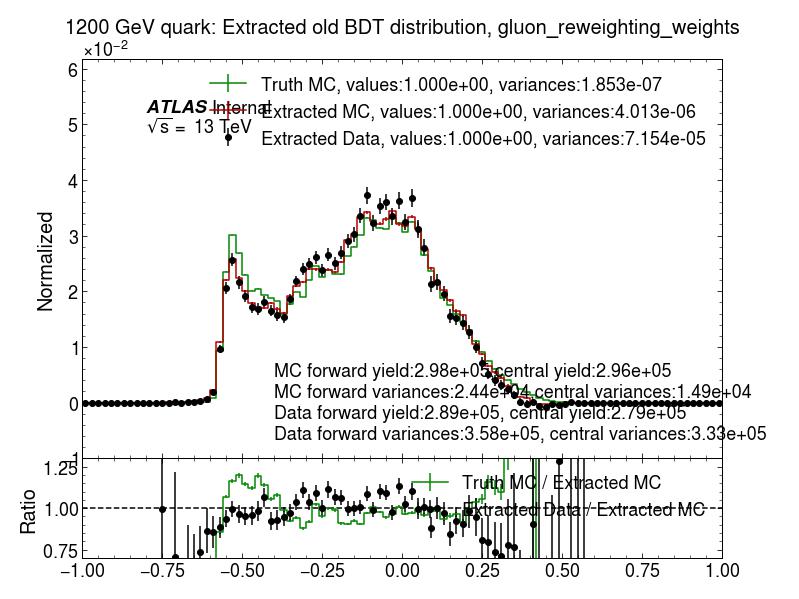 1200 GeV quark: Extracted old BDT distribution, gluon_reweighting_weights
×10⁻²
6
Truth MC, values:1.000e+00, variances:1.853e-07
ATLAS Internal
Extracted MC, values:1.000e+00, variances:4.013e-06
√s = 13 TeV
Extracted Data, values:1.000e+00, variances:7.154e-05
5
4
3
2
1
0
1
Normalized
MC forward yield:2.98e+05, central yield:2.96e+05
MC forward variances:2.44e+04, central variances:1.49e+04
Data forward yield:2.89e+05, central yield:2.79e+05
Data forward variances:3.58e+05, central variances:3.33e+05
1.25
1.00
0.75
Ratio
Truth MC / Extracted MC
Extracted Data / Extracted MC
−1.00 −0.75 −0.50 −0.25 0.00 0.25 0.50 0.75 1.00